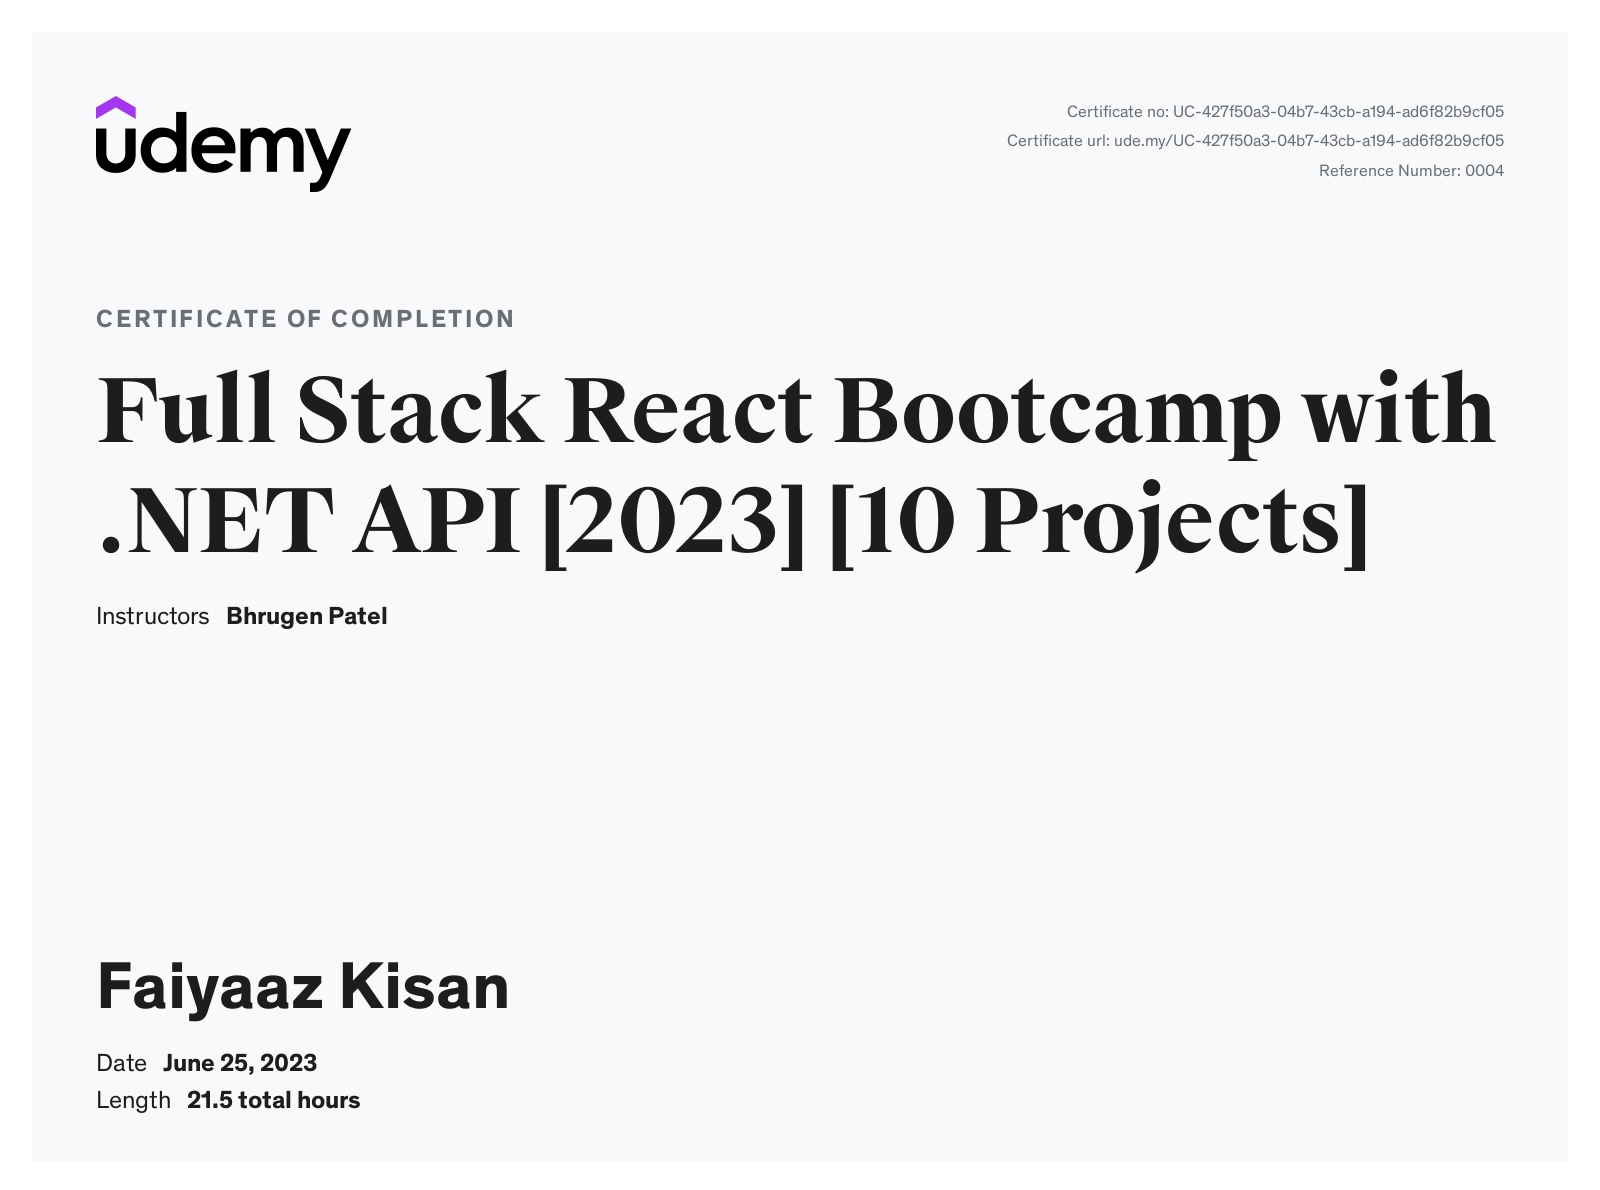 udemy
Certificate no: UC-427f50a3-04b7-43cb-a194-ad6f82b9cf05
Certificate url: ude.my/UC-427f50a3-04b7-43cb-a194-ad6f82b9cf05
Reference Number: 0004
CERTIFICATE OF COMPLETION
Full Stack React Bootcamp with
.NET API [2023] [10 Projects]
Instructors Bhrugen Patel
Faiyaaz Kisan
Date June 25, 2023
Length 21.5 total hours